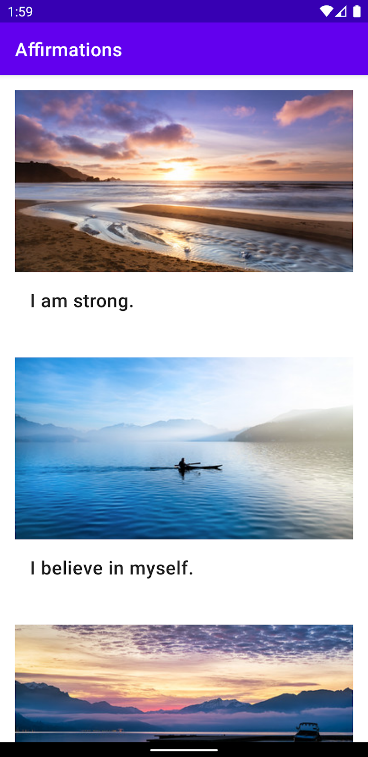 1:59
Affirmations
I am strong.
I believe in myself.